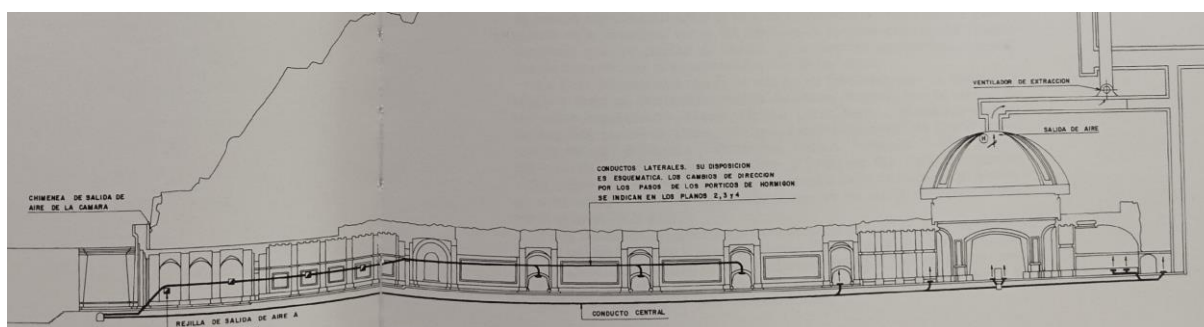 VENTILADOR DE EXTRACCION
SALIDA DE AIRE
CONDUCTOS LATERALES. SU DISPOSICION
ES ESQUEMATICA. LOS CAMBIOS DE DIRECCION
POR LOS PASOS DE LOS PORTICOS DE HORMIGON
SE INDICAN EN LOS PLANOS 2, 3 y 4
CHIMENEA DE SALIDA DE
AIRE DE LA CAMARA
REJILLA DE SALIDA DE AIRE A
CONDUCTO CENTRAL